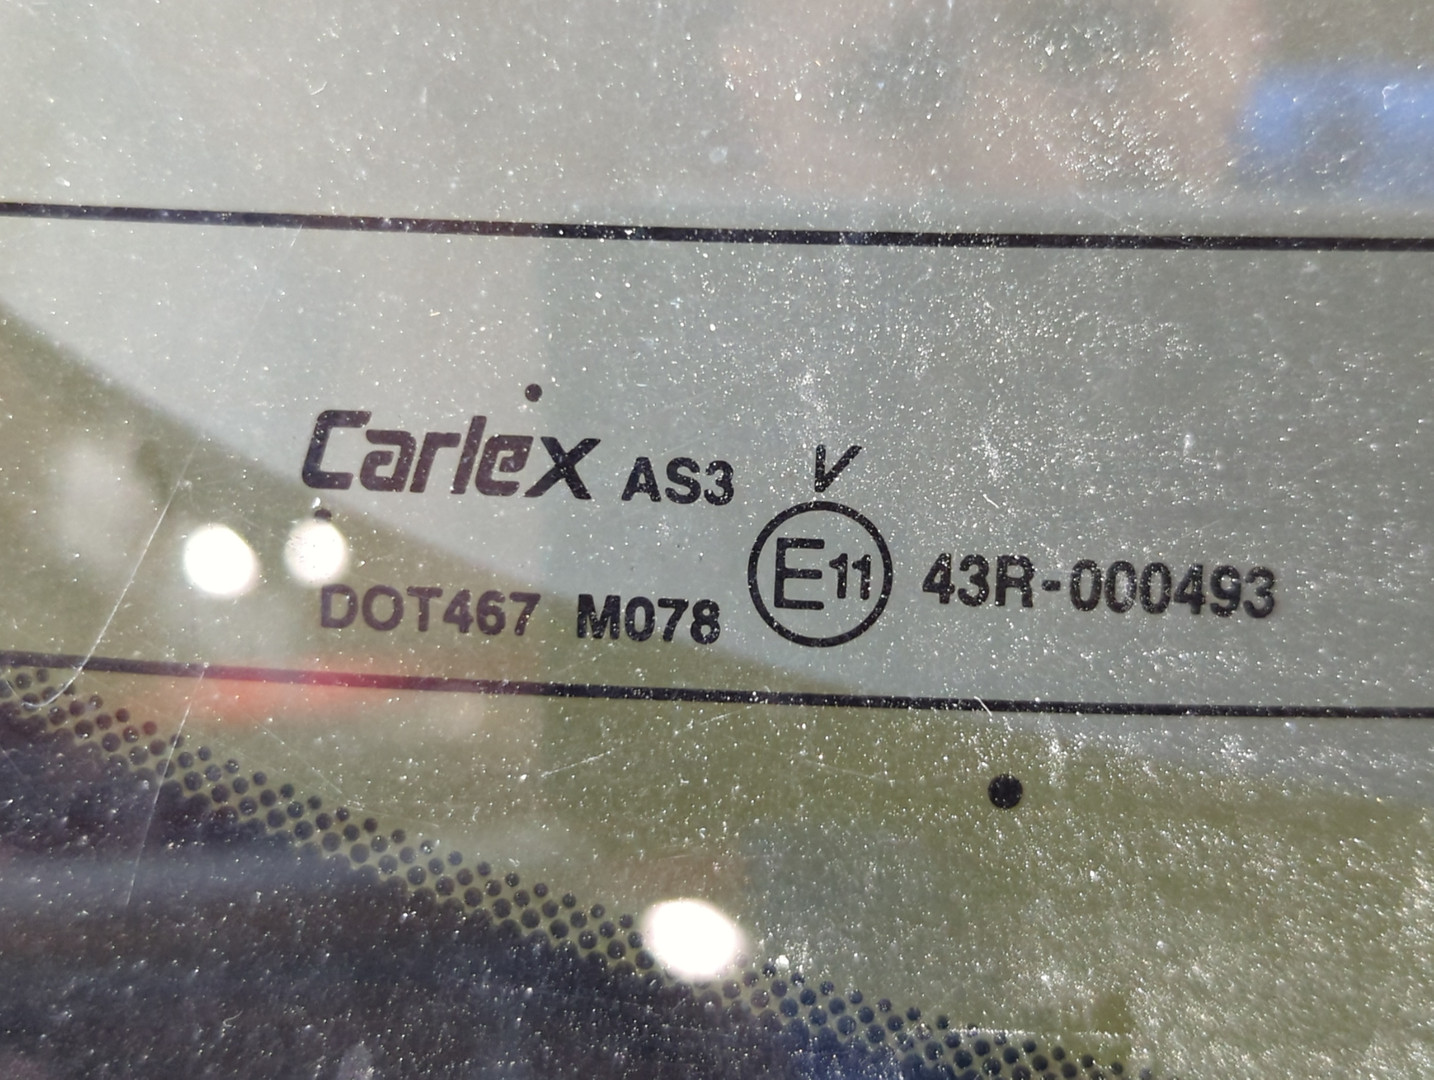 Carlex AS3 V
E11 43R-000493
DOT467 M078